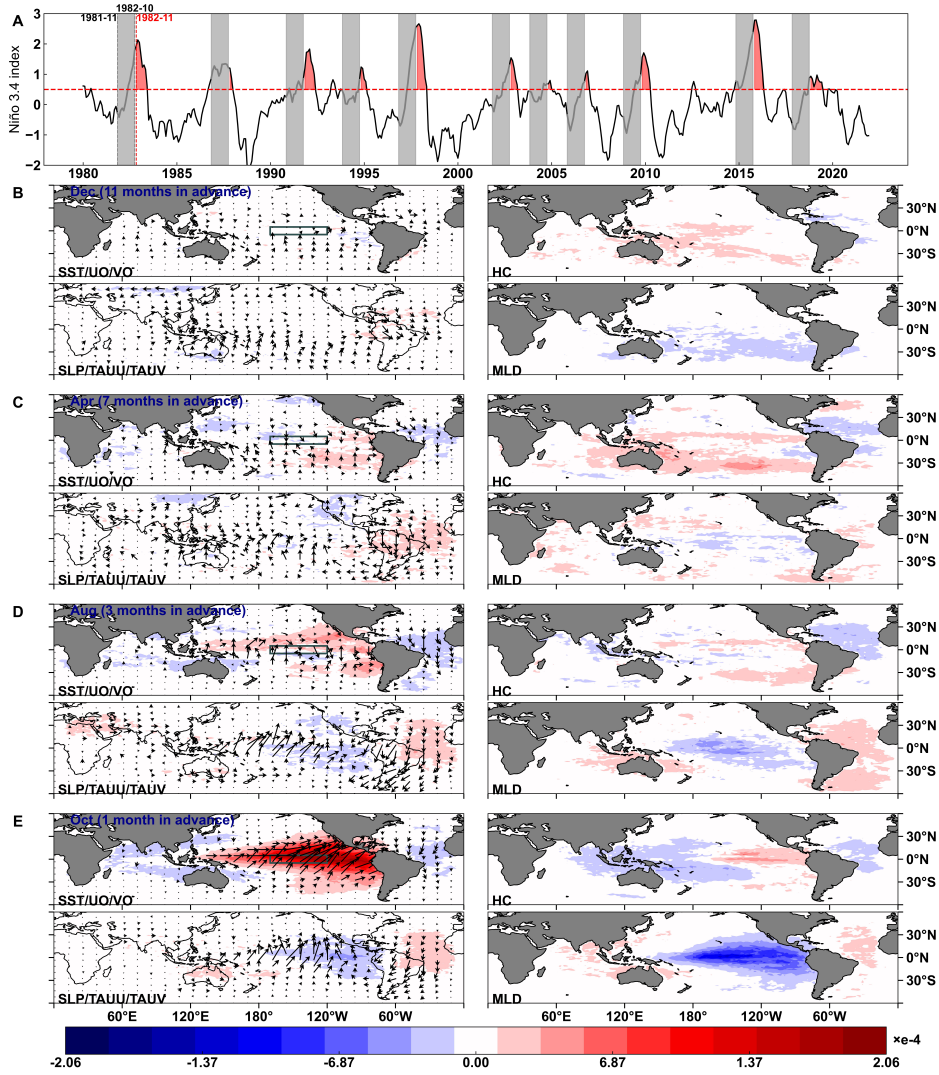 A
1982-10
1981-11
1982-11
Niño 3.4 index
3
2
1
0
−1
−2
1980
1985
1990
1995
2000
2005
2010
2015
2020
B
Dec (11 months in advance)
SST/UO/VO
HC
30°N
0°N
30°S
SLP/TAUU/TAUV
MLD
30°N
0°N
30°S
C
Apr (7 months in advance)
SST/UO/VO
HC
30°N
0°N
30°S
SLP/TAUU/TAUV
MLD
30°N
0°N
30°S
D
Aug (3 months in advance)
SST/UO/VO
HC
30°N
0°N
30°S
SLP/TAUU/TAUV
MLD
30°N
0°N
30°S
E
Oct (1 month in advance)
SST/UO/VO
HC
30°N
0°N
30°S
SLP/TAUU/TAUV
MLD
30°N
0°N
30°S
60°E 120°E 180° 120°W 60°W 60°E 120°E 180° 120°W 60°W
×e-4
-2.06 -1.37 -6.87 0.00 6.87 1.37 2.06